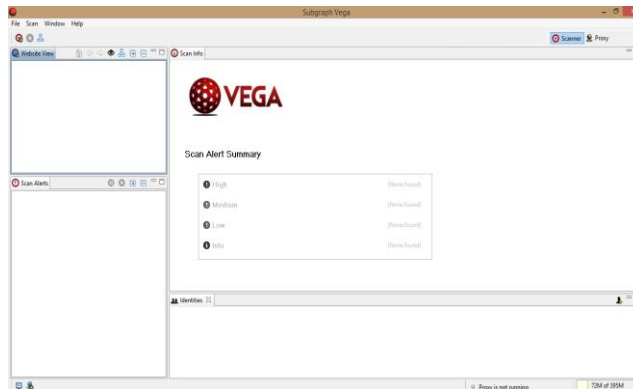 Subgraph Vega
File Scan Window Help
Scanner Proxy
Website View
Scan Info
VEGA
Scan Alert Summary
High (None found)
Medium (None found)
Low (None found)
Info (None found)
Scan Alerts
Identities
Proxy is not running 72M of 395M